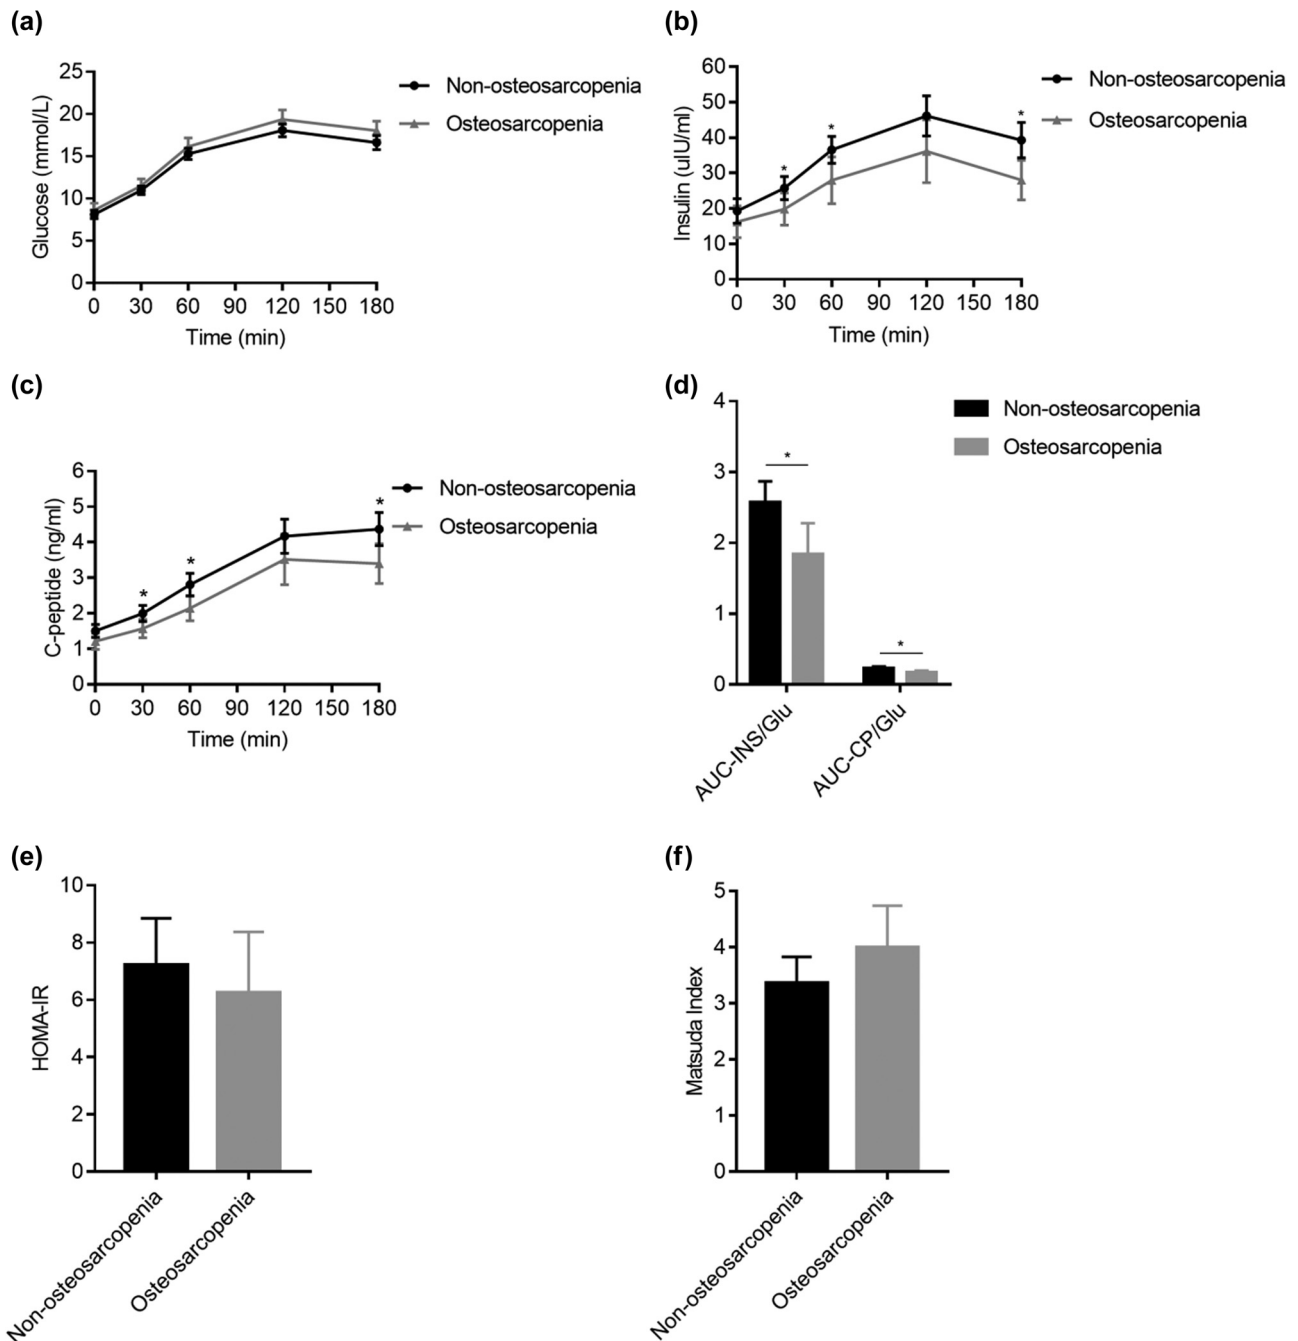 (a)
25
20
15
10
5
0
Glucose (mmol/L)
0 30 60 90 120 150 180
Time (min)
Non-osteosarcopenia
Osteosarcopenia
(b)
60
50
40
30
20
10
0
Insulin (uIU/ml)
* * *
0 30 60 90 120 150 180
Time (min)
Non-osteosarcopenia
Osteosarcopenia
(c)
6
5
4
3
2
1
0
C-peptide (ng/ml)
* * *
0 30 60 90 120 150 180
Time (min)
Non-osteosarcopenia
Osteosarcopenia
(d)
4
3
2
1
0
* *
AUC-INS/Glu
AUC-CP/Glu
Non-osteosarcopenia
Osteosarcopenia
(e)
10
8
6
4
2
0
HOMA-IR
Non-osteosarcopenia
Osteosarcopenia
(f)
5
4
3
2
1
0
Matsuda Index
Non-osteosarcopenia
Osteosarcopenia